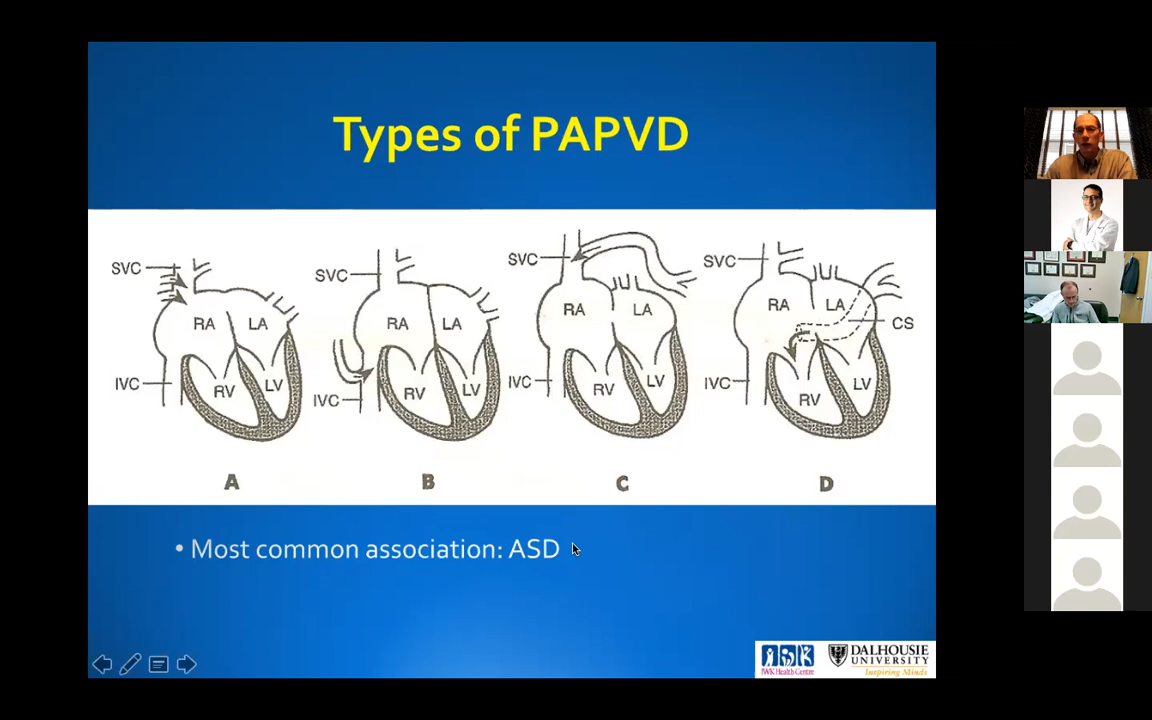 Types of PAPVD
SVC
RA
LA
IVC
RV
LV
A
SVC
RA
LA
IVC
RV
LV
B
SVC
RA
LA
IVC
RV
LV
C
SVC
RA
LA
CS
IVC
RV
LV
D
• Most common association: ASD
IWK
IWK Health Centre
DALHOUSIE
UNIVERSITY
Inspiring Minds